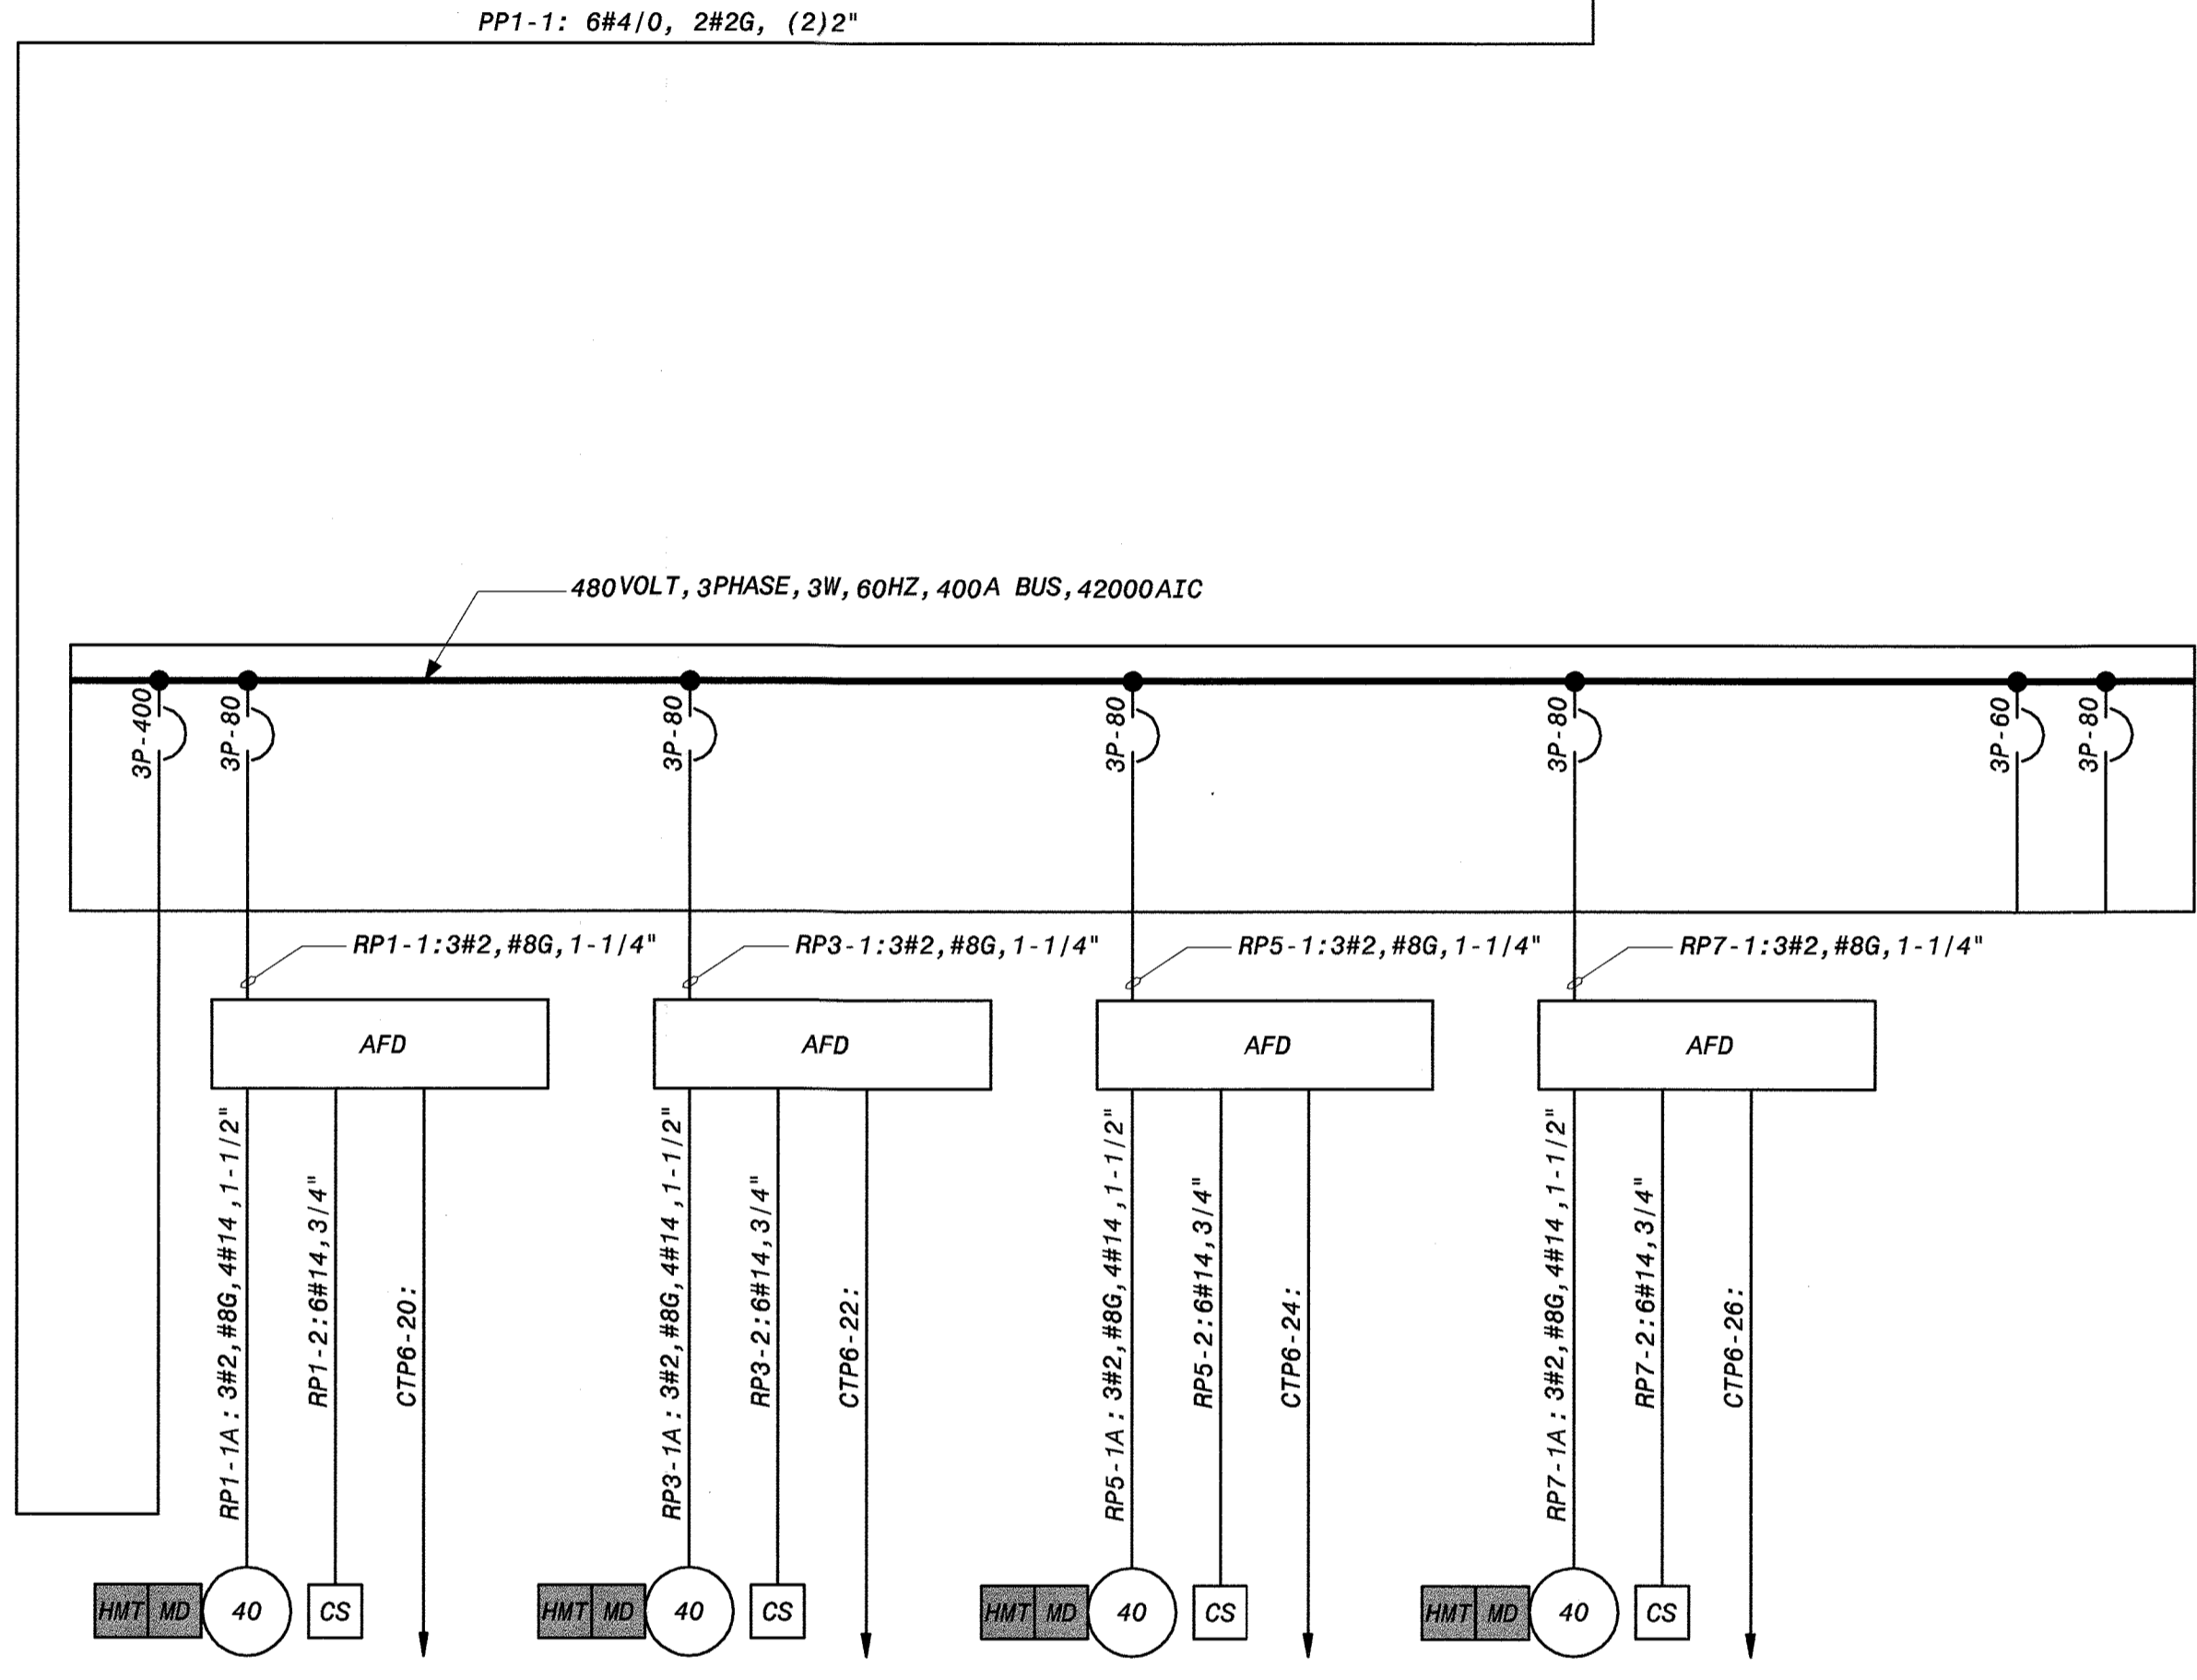 PP1-1: 6#4/0, 2#2G, (2)2"
480VOLT, 3PHASE, 3W, 60HZ, 400A BUS, 42000AIC
3P-400
3P-80
3P-80
3P-80
3P-80
3P-60
3P-80
RP1-1:3#2,#8G,1-1/4"
RP3-1:3#2,#8G,1-1/4"
RP5-1:3#2,#8G,1-1/4"
RP7-1:3#2,#8G,1-1/4"
AFD
AFD
AFD
AFD
RP1-1A: 3#2,#8G,4#14,1-1/2"
RP1-2:6#14,3/4"
CTP6-20:
RP3-1A: 3#2,#8G,4#14,1-1/2"
RP3-2:6#14,3/4"
CTP6-22:
RP5-1A: 3#2,#8G,4#14,1-1/2"
RP5-2:6#14,3/4"
CTP6-24:
RP7-1A: 3#2,#8G,4#14,1-1/2"
RP7-2:6#14,3/4"
CTP6-26:
HMT MD 40 CS
HMT MD 40 CS
HMT MD 40 CS
HMT MD 40 CS